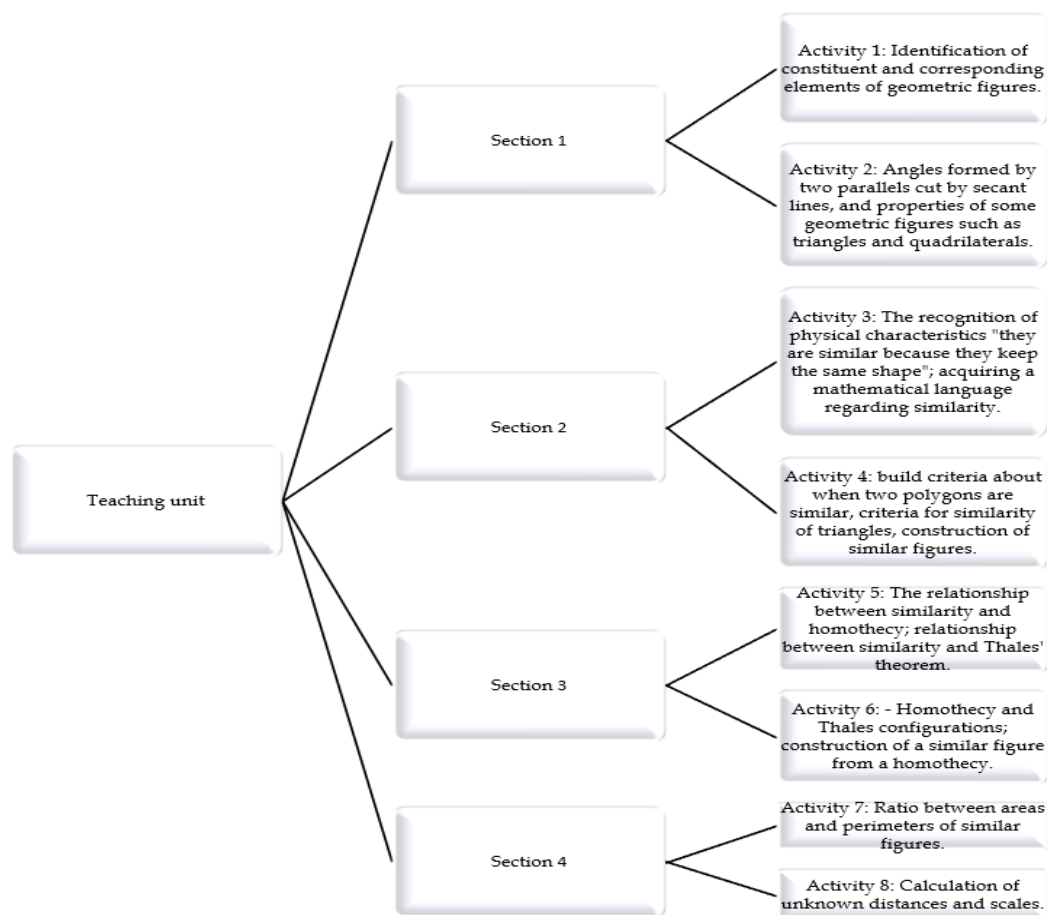 Teaching unit
Section 1
Activity 1: Identification of
constituent and corresponding
elements of geometric figures.
Activity 2: Angles formed by
two parallels cut by secant
lines, and properties of some
geometric figures such as
triangles and quadrilaterals.
Section 2
Activity 3: The recognition of
physical characteristics "they
are similar because they keep
the same shape"; acquiring a
mathematical language
regarding similarity.
Activity 4: build criteria about
when two polygons are
similar, criteria for similarity
of triangles, construction of
similar figures.
Section 3
Activity 5: The relationship
between similarity and
homothecy; relationship
between similarity and Thales'
theorem.
Activity 6: - Homothecy and
Thales configurations;
construction of a similar figure
from a homothecy.
Section 4
Activity 7: Ratio between areas
and perimeters of similar
figures.
Activity 8: Calculation of
unknown distances and scales.